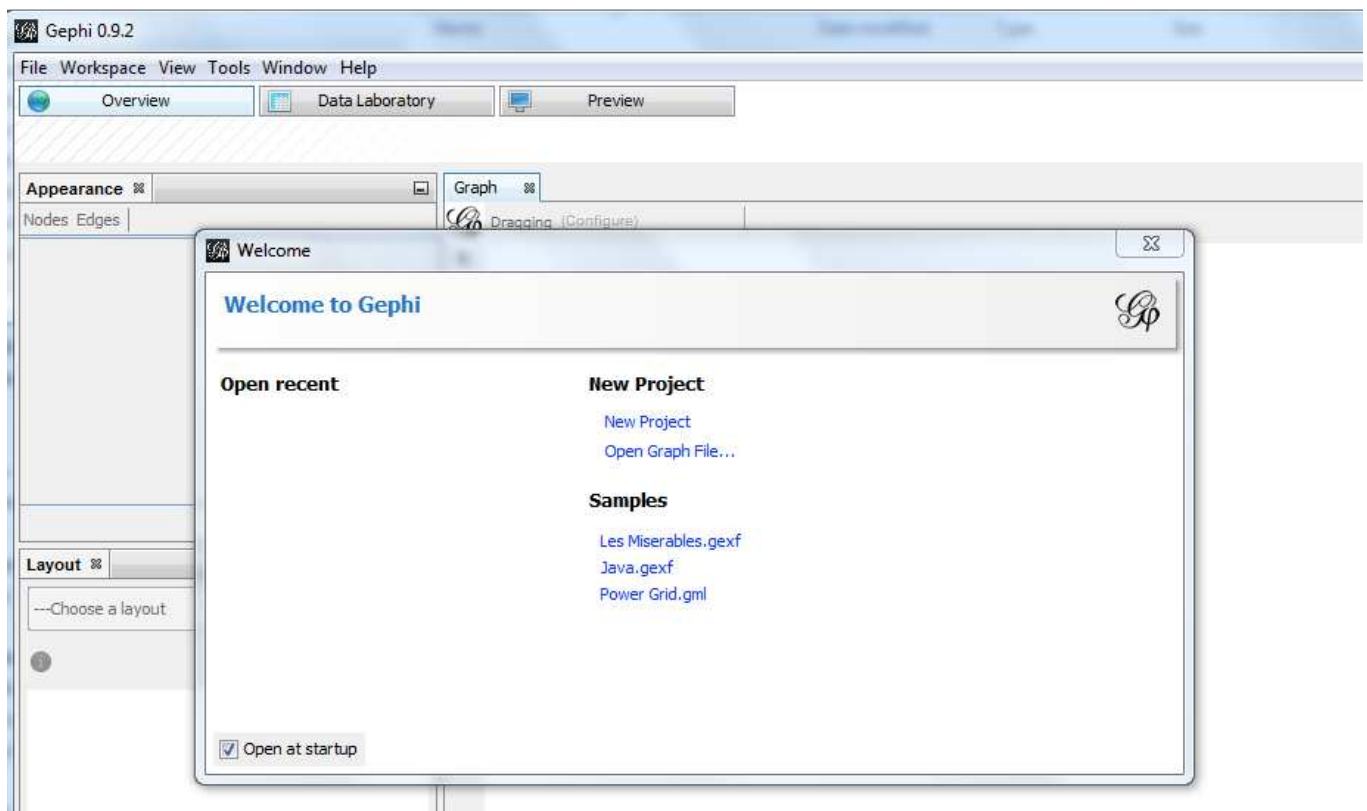 Gephi 0.9.2
File Workspace View Tools Window Help
Overview Data Laboratory Preview
Appearance Graph
Nodes Edges
Dragging (Configure)
Welcome
Welcome to Gephi
Open recent
New Project
New Project
Open Graph File...
Samples
Les Miserables.gexf
Java.gexf
Power Grid.gml
Layout
---Choose a layout
Open at startup